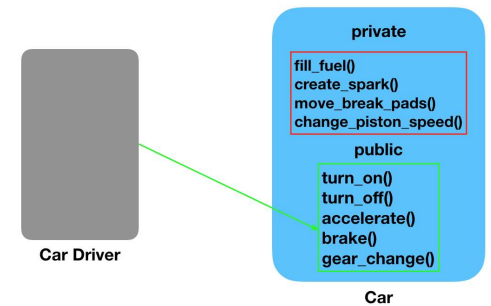 private
fill_fuel()
create_spark()
move_break_pads()
change_piston_speed()
public
turn_on()
turn_off()
accelerate()
brake()
gear_change()
Car Driver
Car